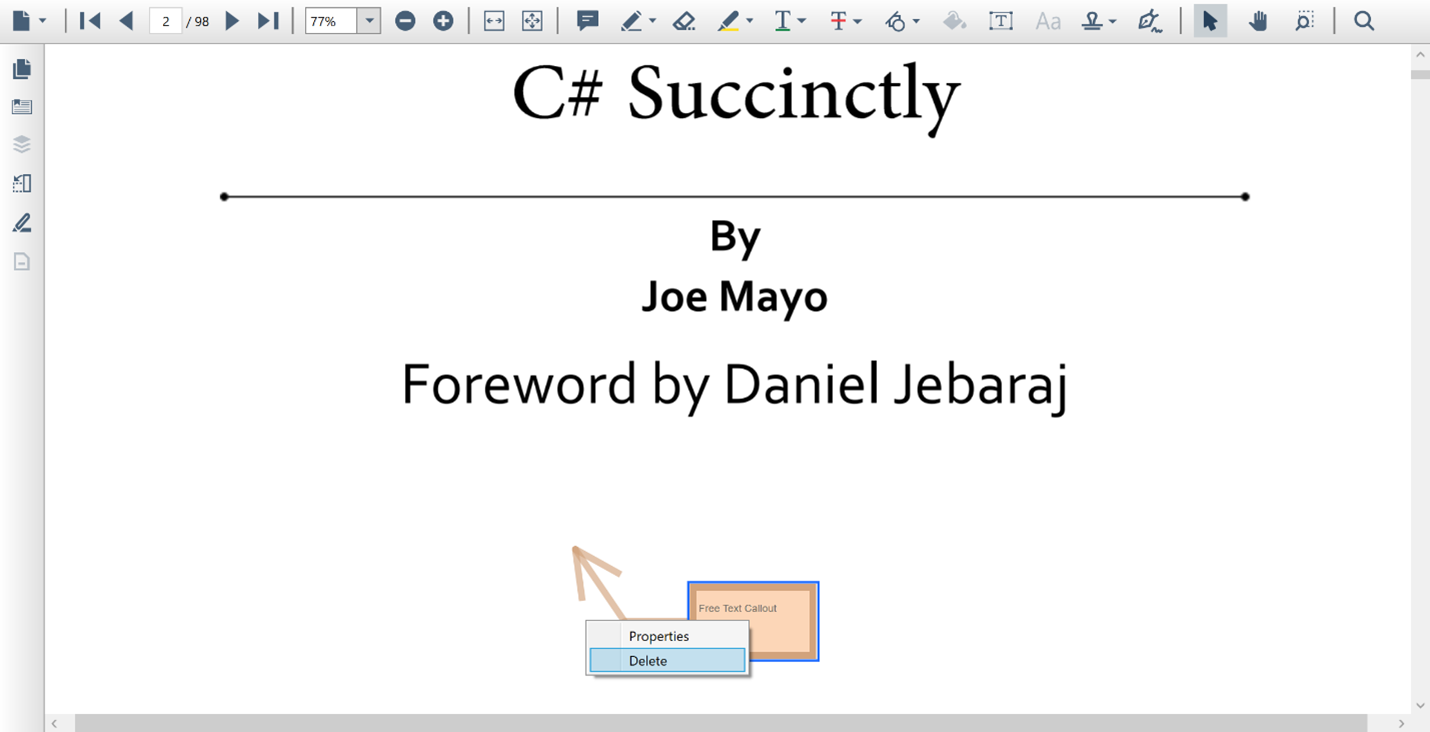 2 / 98 77% T T T Aa
C# Succinctly
By
Joe Mayo
Foreword by Daniel Jebaraj
Free Text Callout
Properties
Delete